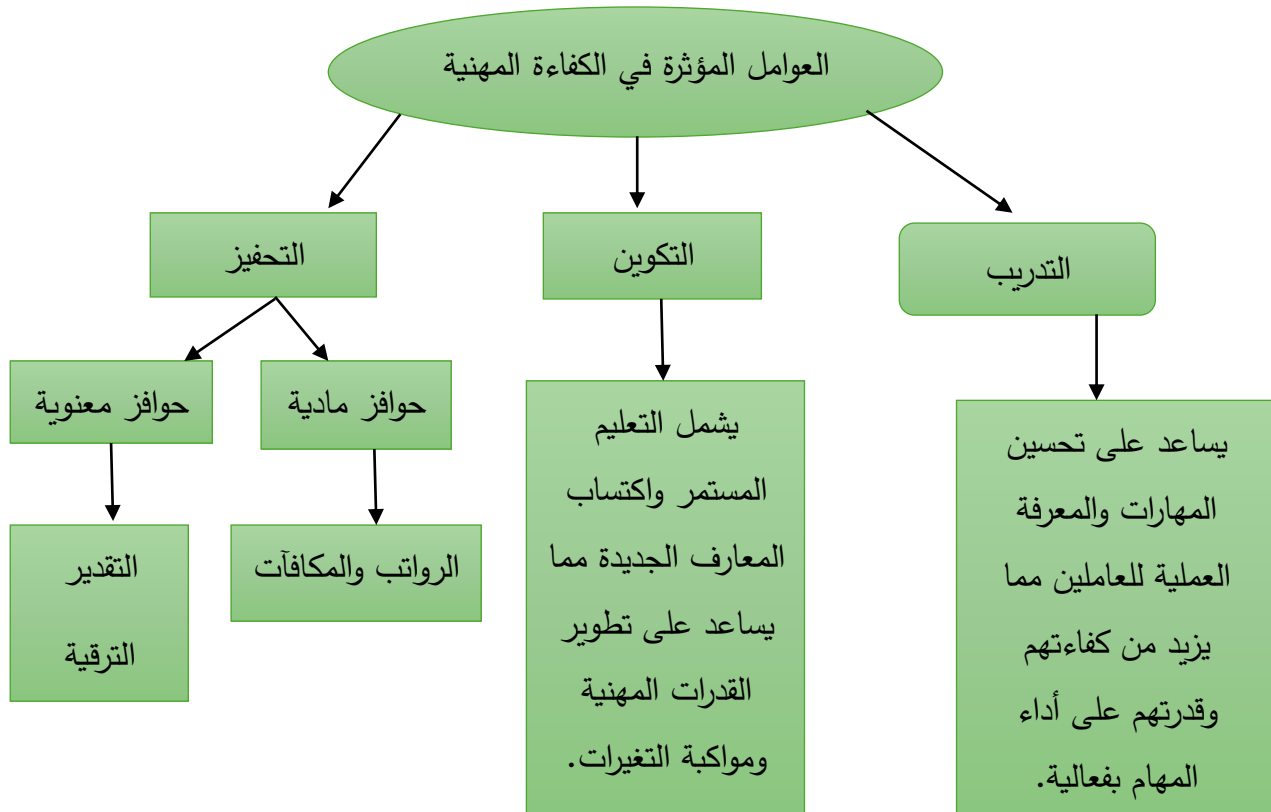 العوامل المؤثرة في الكفاءة المهنية
التدريب
التكوين
التحفيز
حوافز مادية
حوافز معنوية
يساعد على تحسين
المهارات والمعرفة
العملية للعاملين مما
يزيد من كفاءتهم
وقدرتهم على أداء
المهام بفعالية.
يشمل التعليم
المستمر واكتساب
المعارف الجديدة مما
يساعد على تطوير
القدرات المهنية
ومواكبة التغيرات.
الرواتب والمكافآت
التقدير
الترقية